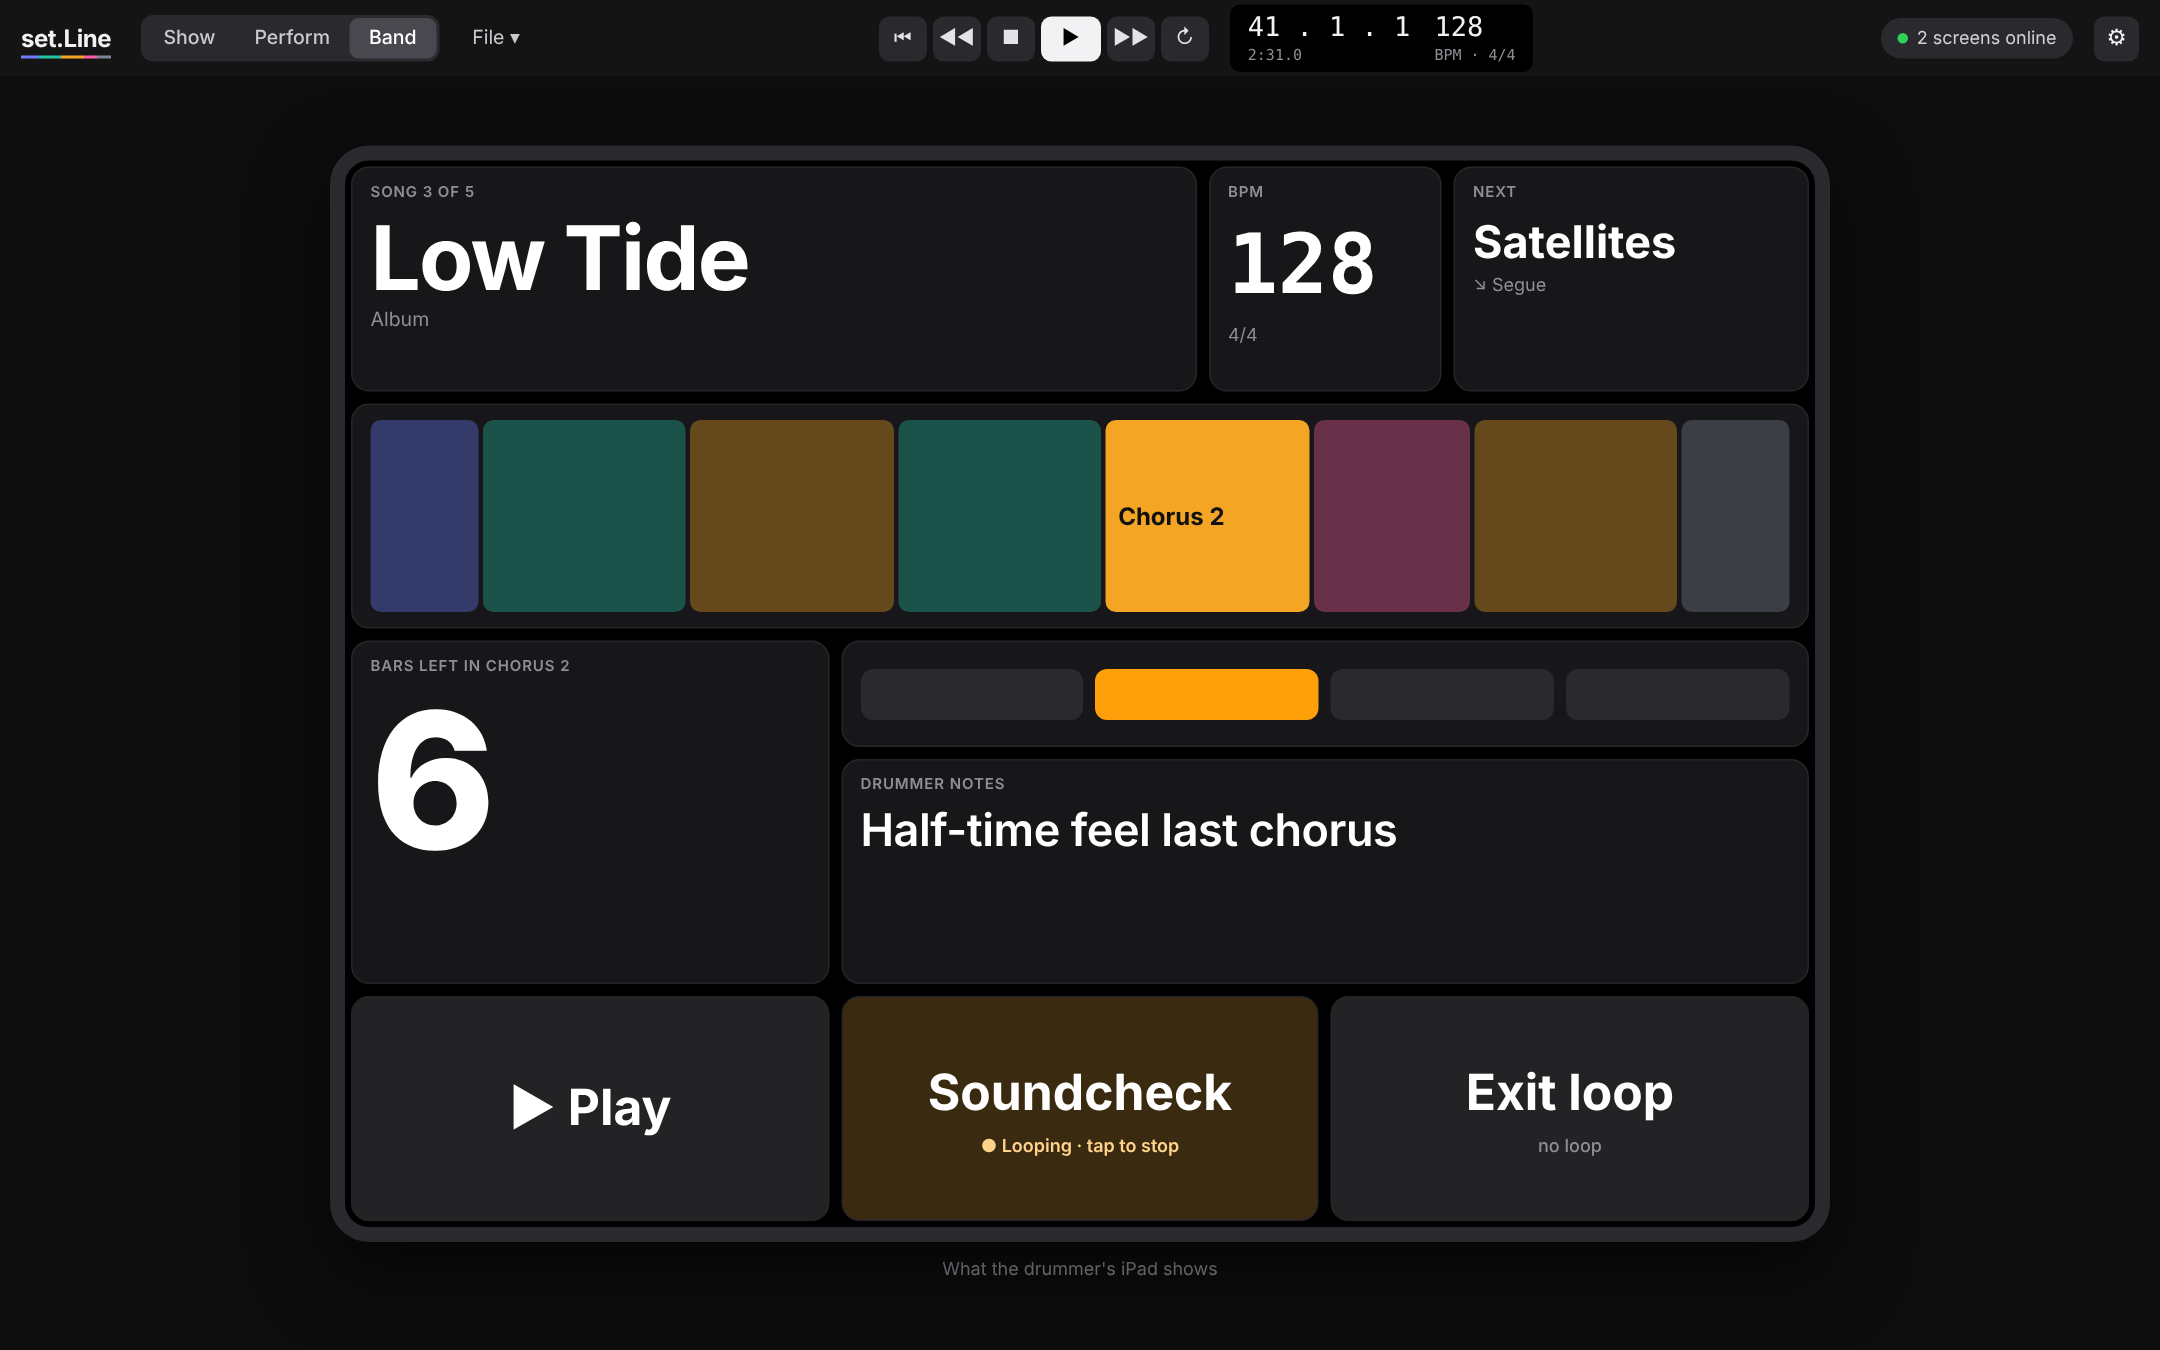 set.Line
Show Perform Band File ▾
41 . 1 . 1 128
2:31.0 BPM · 4/4
2 screens online
SONG 3 OF 5
Low Tide
Album
BPM
128
4/4
NEXT
Satellites
↘ Segue
Chorus 2
BARS LEFT IN CHORUS 2
6
DRUMMER NOTES
Half-time feel last chorus
▶ Play
Soundcheck
● Looping · tap to stop
Exit loop
no loop
What the drummer's iPad shows